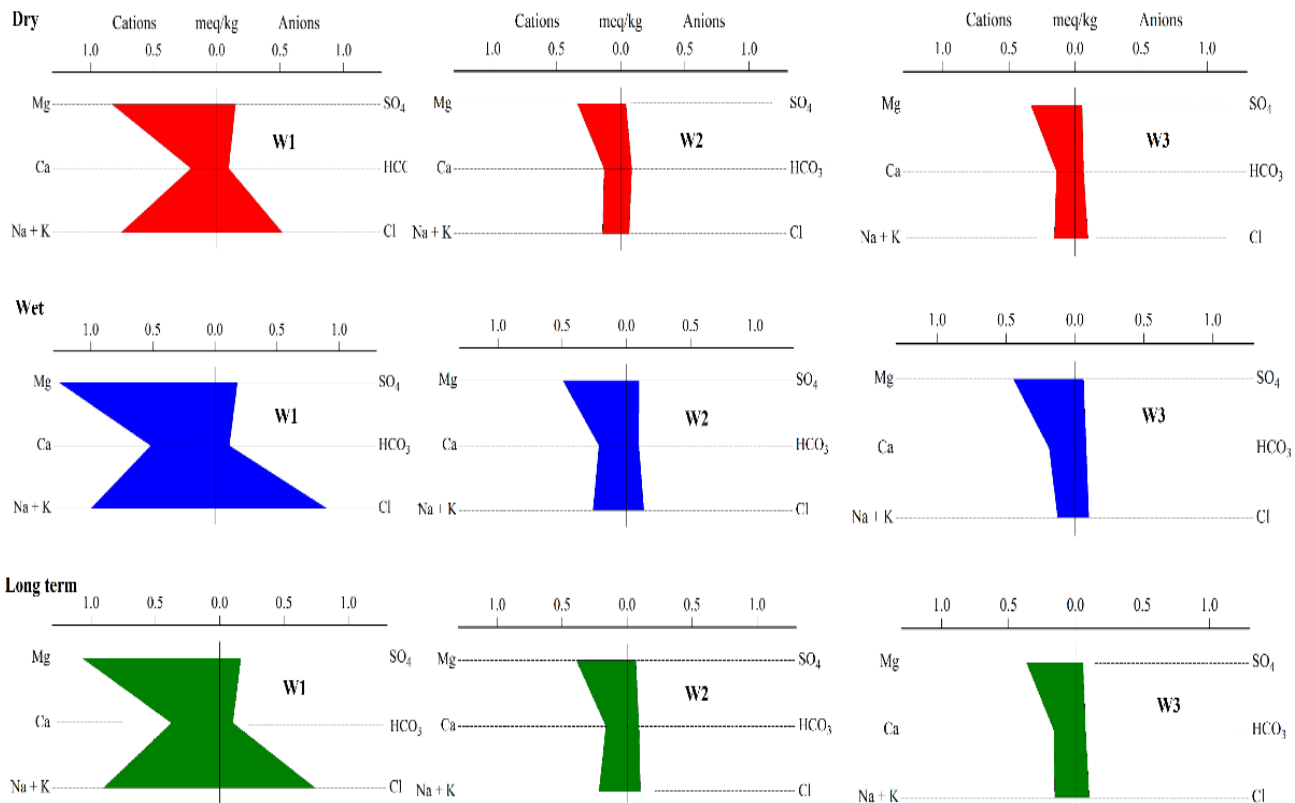 Dry
Cations meq/kg Anions
1.0 0.5 0.0 0.5 1.0
Mg SO₄
W1
Ca HCC
Na + K Cl
Cations meq/kg Anions
1.0 0.5 0.0 0.5 1.0
Mg SO₄
W2
Ca HCO₃
Na + K Cl
Cations meq/kg Anions
1.0 0.5 0.0 0.5 1.0
Mg SO₄
W3
Ca HCO₃
Na + K Cl
Wet
1.0 0.5 0.0 0.5 1.0
Mg SO₄
W1
Ca HCO₃
Na + K Cl
1.0 0.5 0.0 0.5 1.0
Mg SO₄
W2
Ca HCO₃
Na + K Cl
1.0 0.5 0.0 0.5 1.0
Mg SO₄
W3
Ca HCO₃
Na + K Cl
Long term
1.0 0.5 0.0 0.5 1.0
Mg SO₄
W1
Ca HCO₃
Na + K Cl
1.0 0.5 0.0 0.5 1.0
Mg SO₄
W2
Ca HCO₃
Na + K Cl
1.0 0.5 0.0 0.5 1.0
Mg SO₄
W3
Ca HCO₃
Na + K Cl